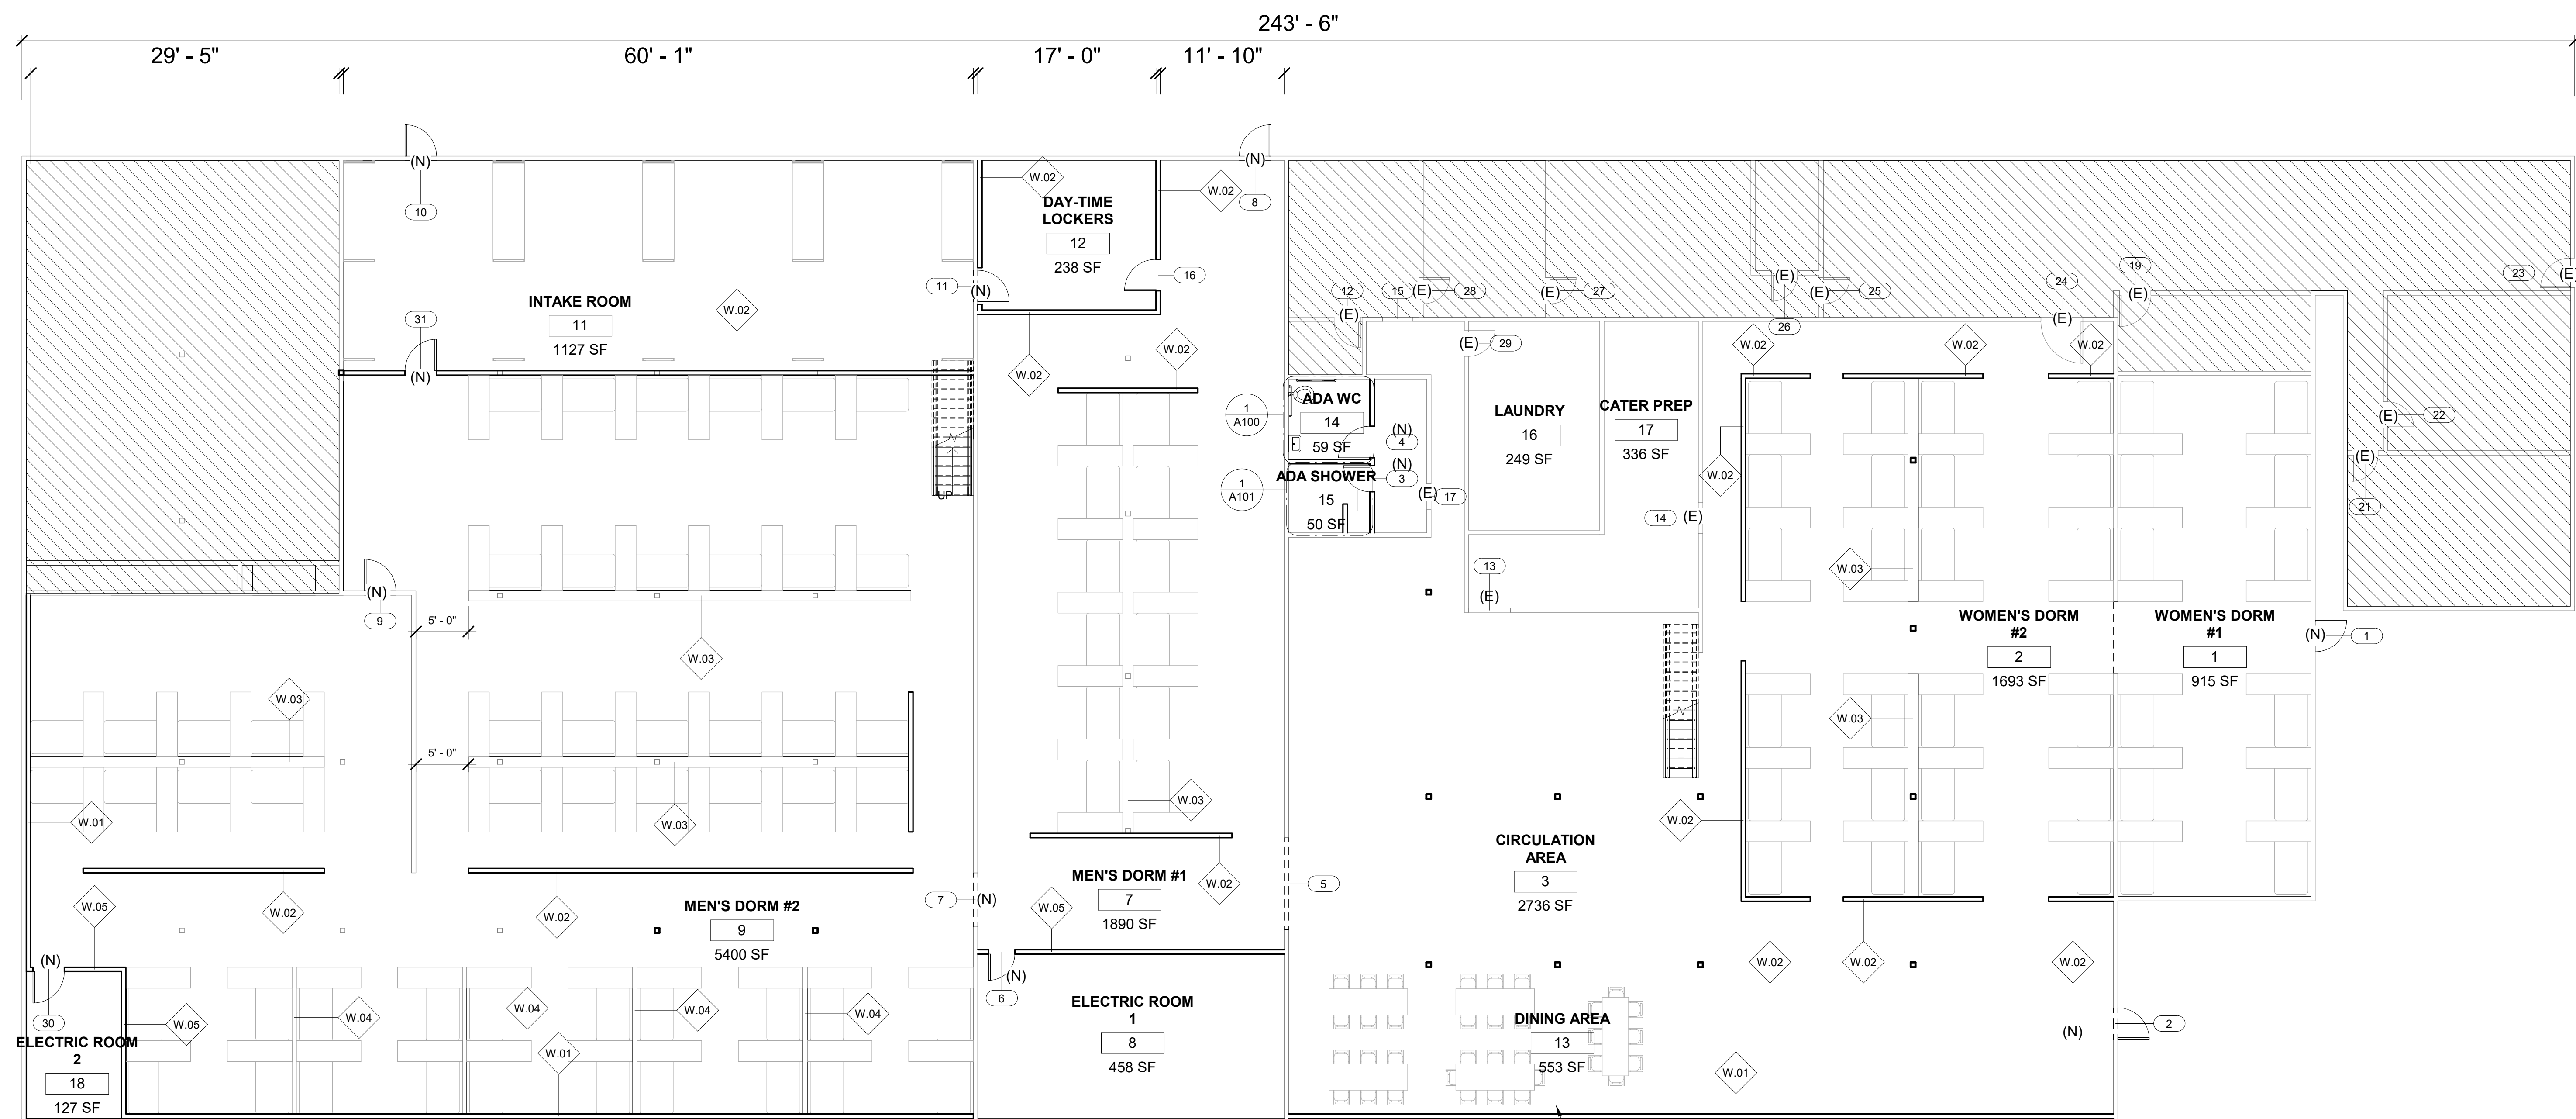 243' - 6"
29' - 5"
60' - 1"
17' - 0"
11' - 10"
(N)
10
(N)
8
W.02
W.02
DAY-TIME
LOCKERS
12
238 SF
16
11
(N)
INTAKE ROOM
11
1127 SF
W.02
31
(N)
W.02
W.02
12
(E)
15
(E)
28
(E)
27
(E)
26
(E)
25
24
(E)
19
(E)
23
(E
(E)
29
W.02
W.02
W.02
1
A100
ADA WC
14
59 SF
(N)
4
(N)
3
1
A101
ADA SHOWER
15
50 SF
(E)
17
LAUNDRY
16
249 SF
CATER PREP
17
336 SF
14
(E)
W.02
(E)
22
(E)
21
UP
13
(E)
W.03
(N)
9
5' - 0"
W.03
W.03
5' - 0"
W.03
W.01
W.03
WOMEN'S DORM
#2
2
1693 SF
WOMEN'S DORM
#1
1
915 SF
(N)
1
W.03
W.02
CIRCULATION
AREA
3
2736 SF
5
W.05
W.02
W.02
MEN'S DORM #2
9
5400 SF
7
(N)
MEN'S DORM #1
7
1890 SF
W.02
W.05
W.02
W.02
W.02
(N)
30
W.05
W.04
W.04
W.04
W.04
W.01
ELECTRIC ROOM
2
18
127 SF
(N)
6
ELECTRIC ROOM
1
8
458 SF
DINING AREA
13
553 SF
W.01
(N)
2